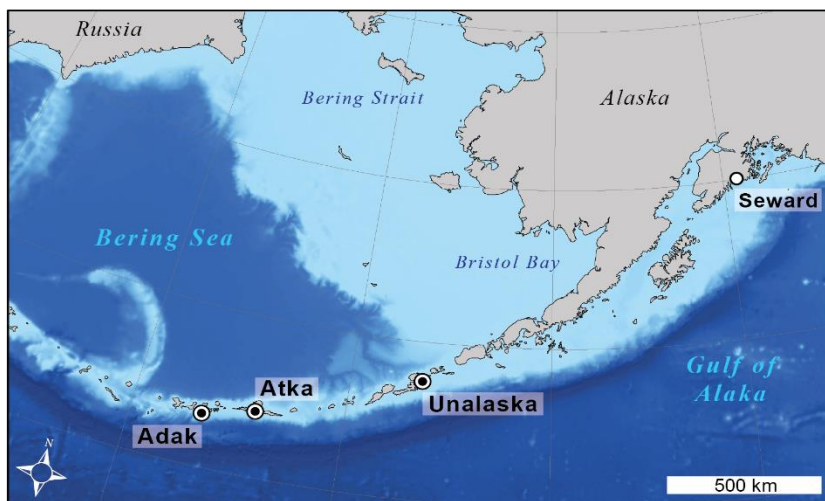 Russia
Bering Strait
Alaska
Seward
Bering Sea
Bristol Bay
Atka
Unalaska
Gulf of
Alaka
Adak
N
500 km